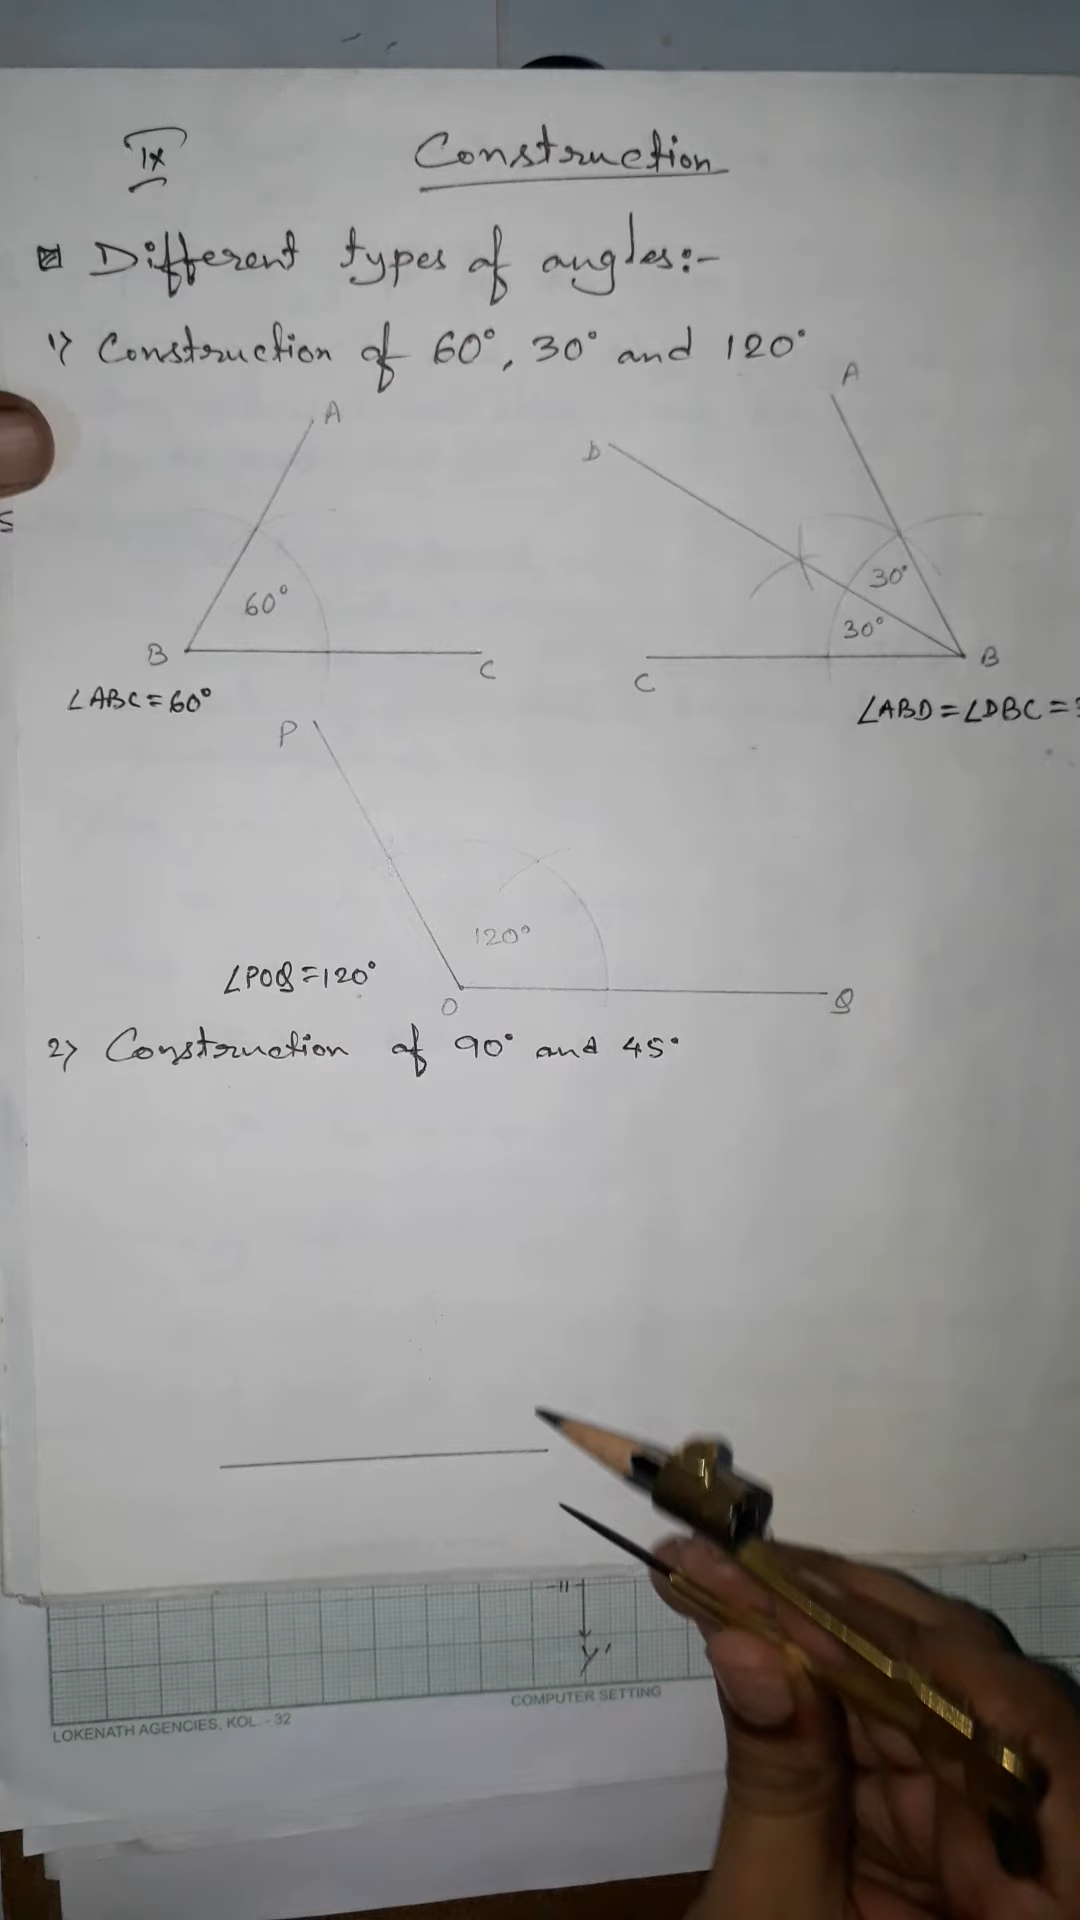 IX
Construction
Different types of angles:-
1) Construction of 60°, 30° and 120°
A
60°
B
C
∠ABC=60°
A
D
30°
30°
C
B
∠ABD=∠DBC=
P
120°
∠POQ=120°
O
Q
2) Construction of 90° and 45°
-11
Y'
COMPUTER SETTING
LOKENATH AGENCIES, KOL. - 32